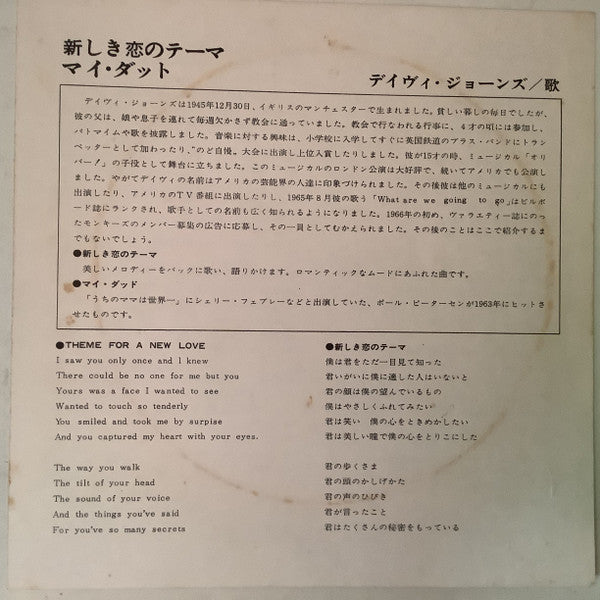 新しき恋のテーマ
マイ・ダット
デイヴィ・ジョーンズ／歌
デイヴィ・ジョーンズは1945年12月30日、イギリスのマンチェスターで生まれました。貧しい暮しの毎日でしたが、
彼の父は、娘や息子を連れて毎週欠かさず教会に通っていました。教会で行なわれる行事に、4才の頃には参加し、
パトマイムや歌を披露しました。音楽に対する興味は、小学校に入学してすぐに英国鉄道のブラス・バンドにトラン
ペッターとして加わったり、"のど自慢。大会に出演し上位入賞したりしました。彼が15才の時、ミュージカル「オリ
バー！」の子役として舞台に立ちました。このミュージカルのロンドン公演は大好評で、続いてアメリカでも公演し
ました。やがてデイヴィの名前はアメリカの芸能界の人達に印象づけられました。その後彼は他のミュージカルにも
出演したり、アメリカのTV番組に出演したりし、1965年8月彼の歌う「What are we going to go」はビルボ
ード誌にランクされ、歌手としての名前も広く知られるようになりました。1966年の初め、ヴァラエティー誌にのっ
たモンキーズのメンバー募集の広告に応募し、その一員としてむかえられました。その後のことはここで紹介するま
でもないでしょう。
●新しき恋のテーマ
美しいメロディーをバックに歌い、語りかけます。ロマンティックなムードにあふれた曲です。
●マイ・ダッド
「うちのママは世界一」にシェリー・フェブレーなどと出演していた、ポール・ピーターセンが1963年にヒットさ
せたものです。
●THEME FOR A NEW LOVE
I saw you only once and I knew
There could be no one for me but you
Yours was a face I wanted to see
Wanted to touch so tenderly
You smiled and took me by surpise
And you captured my heart with your eyes.
The way you walk
The tilt of your head
The sound of your voice
And the things you've said
For you've so many secrets
●新しき恋のテーマ
僕は君をただ一目見て知った
君いがいに僕に適した人はいないと
君の顔は僕の望んでいるもの
僕はやさしくふれてみたい
君は笑い 僕の心をときめかしたい
君は美しい瞳で僕の心をとりこにした
君の歩くさま
君の頭のかしげかた
君の声のひびき
君が言ったこと
君はたくさんの秘密をもっている